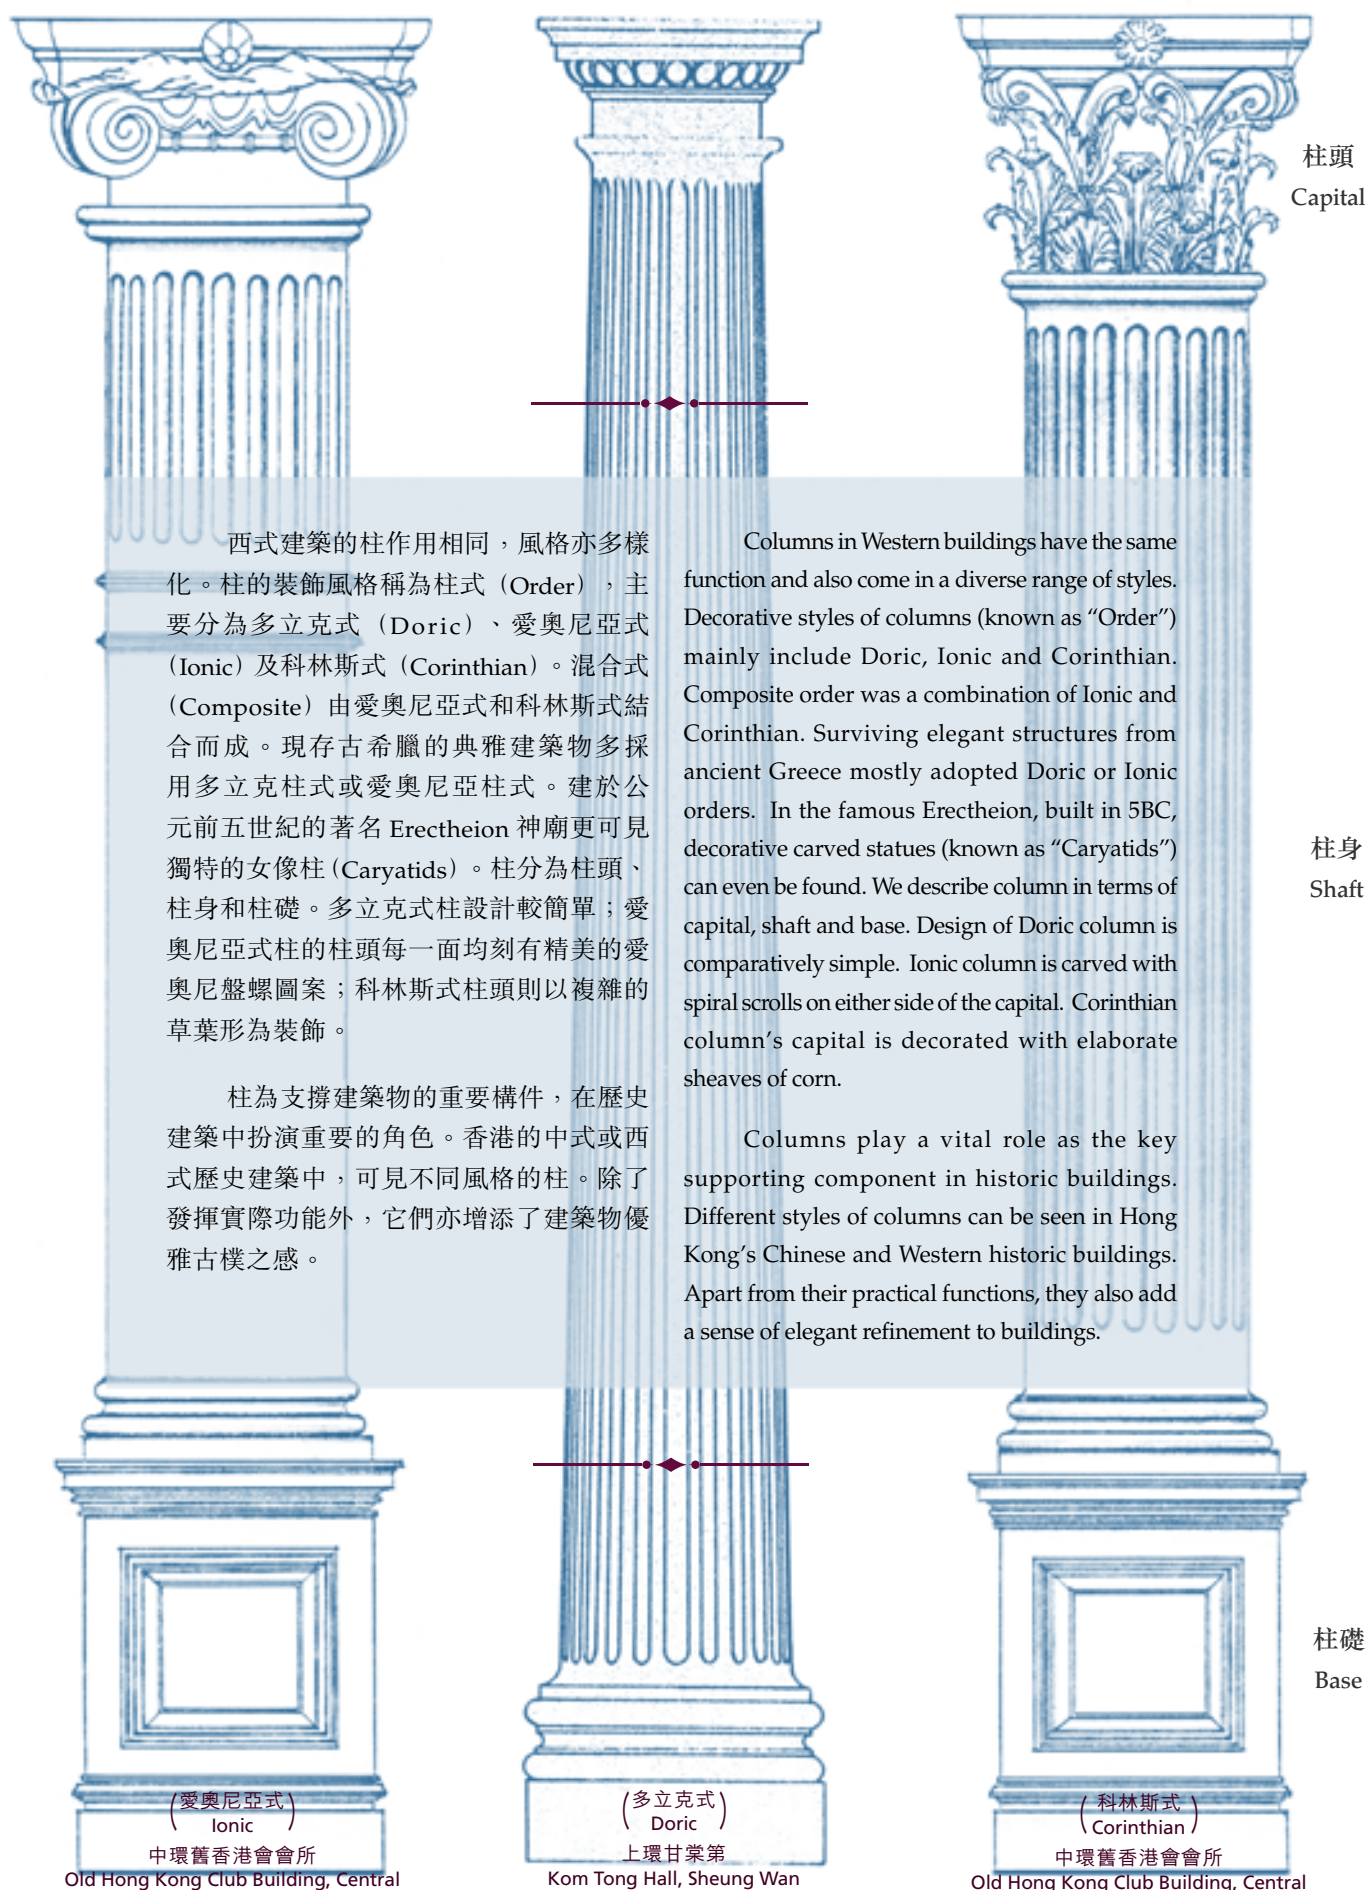 柱頭
Capital
西式建築的柱作用相同，風格亦多樣
化。柱的裝飾風格稱為柱式（Order），主
要分為多立克式（Doric）、愛奧尼亞式
（Ionic）及科林斯式（Corinthian）。混合式
（Composite）由愛奧尼亞式和科林斯式結
合而成。現存古希臘的典雅建築物多採
用多立克柱式或愛奧尼亞柱式。建於公
元前五世紀的著名 Erectheion 神廟更可見
獨特的女像柱（Caryatids）。柱分為柱頭、
柱身和柱礎。多立克式柱設計較簡單；愛
奧尼亞式柱的柱頭每一面均刻有精美的愛
奧尼盤螺圖案；科林斯式柱頭則以複雜的
草葉形為裝飾。
柱為支撐建築物的重要構件，在歷史
建築中扮演重要的角色。香港的中式或西
式歷史建築中，可見不同風格的柱。除了
發揮實際功能外，它們亦增添了建築物優
雅古樸之感。
Columns in Western buildings have the same
function and also come in a diverse range of styles.
Decorative styles of columns (known as “Order”)
mainly include Doric, Ionic and Corinthian.
Composite order was a combination of Ionic and
Corinthian. Surviving elegant structures from
ancient Greece mostly adopted Doric or Ionic
orders. In the famous Erectheion, built in 5BC,
decorative carved statues (known as “Caryatids”)
can even be found. We describe column in terms of
capital, shaft and base. Design of Doric column is
comparatively simple. Ionic column is carved with
spiral scrolls on either side of the capital. Corinthian
column’s capital is decorated with elaborate
sheaves of corn.
Columns play a vital role as the key
supporting component in historic buildings.
Different styles of columns can be seen in Hong
Kong’s Chinese and Western historic buildings.
Apart from their practical functions, they also add
a sense of elegant refinement to buildings.
柱身
Shaft
柱礎
Base
（愛奧尼亞式
Ionic）
中環舊香港會會所
Old Hong Kong Club Building, Central
（多立克式
Doric）
上環甘棠第
Kom Tong Hall, Sheung Wan
（科林斯式
Corinthian）
中環舊香港會會所
Old Hong Kong Club Building, Central